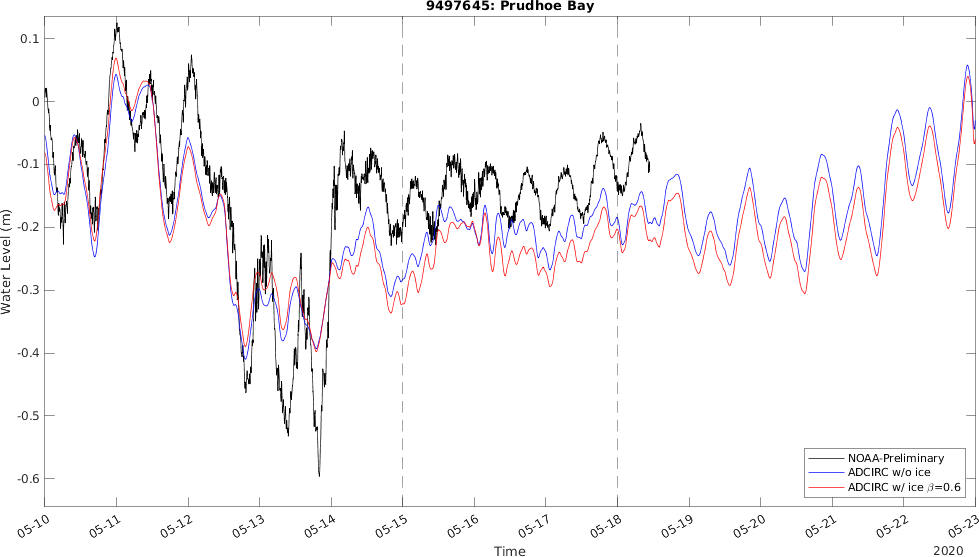 9497645: Prudhoe Bay
Water Level (m)
0.1
0
-0.1
-0.2
-0.3
-0.4
-0.5
-0.6
NOAA-Preliminary
ADCIRC w/o ice
ADCIRC w/ ice β=0.6
05-10 05-11 05-12 05-13 05-14 05-15 05-16 05-17 05-18 05-19 05-20 05-21 05-22 05-23
Time
2020